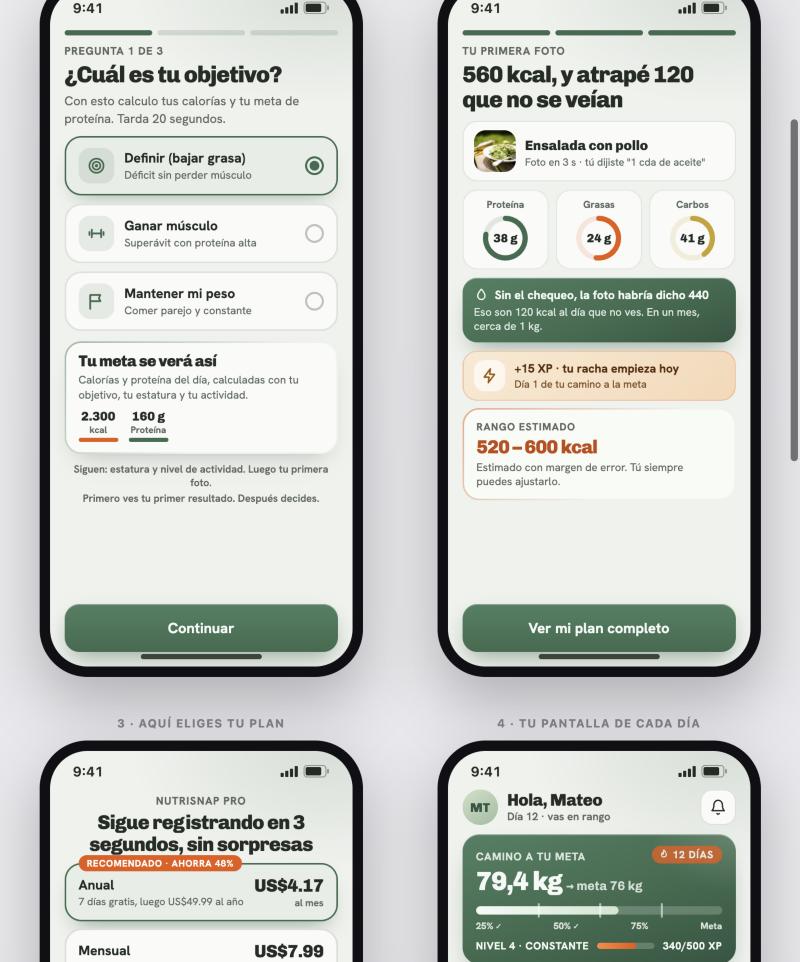 9:41
PREGUNTA 1 DE 3
¿Cuál es tu objetivo?
Con esto calculo tus calorías y tu meta de
proteína. Tarda 20 segundos.
Definir (bajar grasa)
Déficit sin perder músculo
Ganar músculo
Superávit con proteína alta
Mantener mi peso
Comer parejo y constante
Tu meta se verá así
Calorías y proteína del día, calculadas con tu
objetivo, tu estatura y tu actividad.
2.300
kcal
160 g
Proteína
Siguen: estatura y nivel de actividad. Luego tu primera
foto.
Primero ves tu primer resultado. Después decides.
Continuar
9:41
TU PRIMERA FOTO
560 kcal, y atrapé 120
que no se veían
Ensalada con pollo
Foto en 3 s · tú dijiste "1 cda de aceite"
Proteína
38 g
Grasas
24 g
Carbos
41 g
Sin el chequeo, la foto habría dicho 440
Eso son 120 kcal al día que no ves. En un mes,
cerca de 1 kg.
+15 XP · tu racha empieza hoy
Día 1 de tu camino a la meta
RANGO ESTIMADO
520 – 600 kcal
Estimado con margen de error. Tú siempre
puedes ajustarlo.
Ver mi plan completo
3 · AQUÍ ELIGES TU PLAN
9:41
NUTRISNAP PRO
Sigue registrando en 3
segundos, sin sorpresas
RECOMENDADO · AHORRA 48%
Anual
7 días gratis, luego US$49.99 al año
US$4.17
al mes
Mensual
US$7.99
4 · TU PANTALLA DE CADA DÍA
9:41
MT
Hola, Mateo
Día 12 · vas en rango
CAMINO A TU META
12 DÍAS
79,4 kg → meta 76 kg
25% ✓
50% ✓
75%
Meta
NIVEL 4 · CONSTANTE
340/500 XP